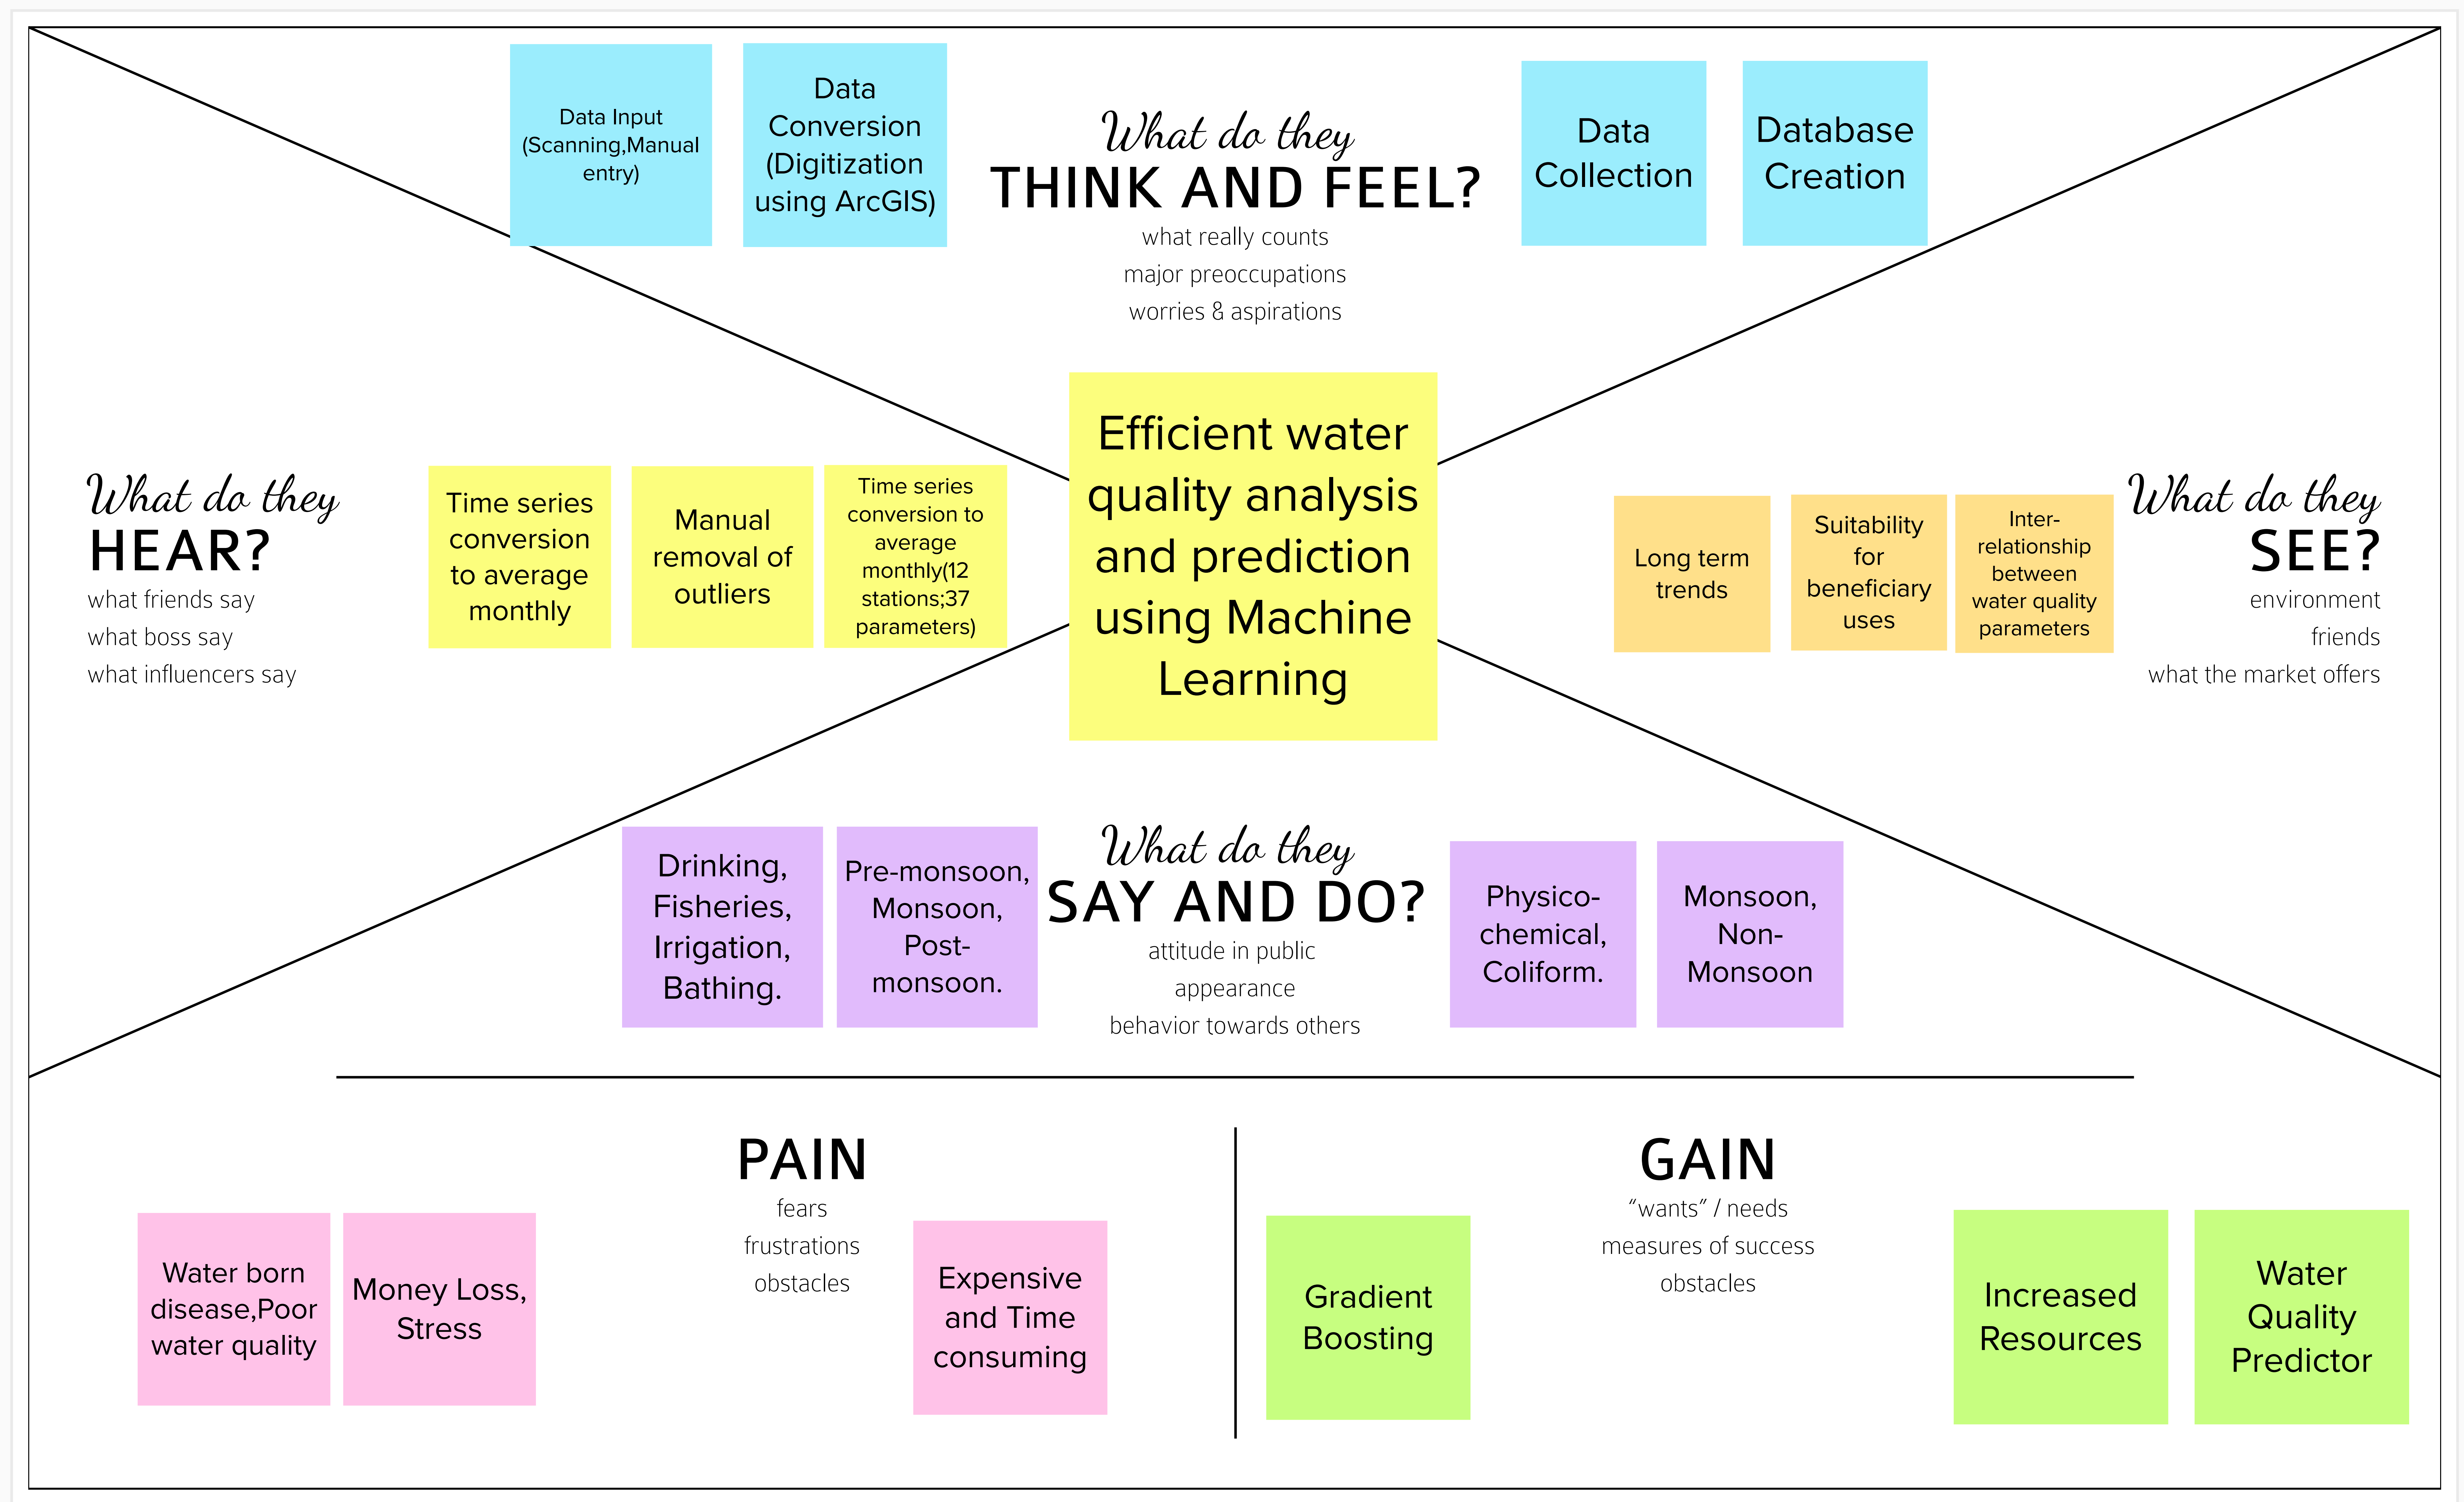 Data Input
(Scanning,Manual
entry)
Data
Conversion
(Digitization
using ArcGIS)
What do they
THINK AND FEEL?
what really counts
major preoccupations
worries & aspirations
Data
Collection
Database
Creation
What do they
HEAR?
what friends say
what boss say
what influencers say
Time series
conversion
to average
monthly
Manual
removal of
outliers
Time series
conversion to
average
monthly(12
stations;37
parameters)
Efficient water
quality analysis
and prediction
using Machine
Learning
Long term
trends
Suitability
for
beneficiary
uses
Inter-
relationship
between
water quality
parameters
What do they
SEE?
environment
friends
what the market offers
Drinking,
Fisheries,
Irrigation,
Bathing.
Pre-monsoon,
Monsoon,
Post-
monsoon.
What do they
SAY AND DO?
attitude in public
appearance
behavior towards others
Physico-
chemical,
Coliform.
Monsoon,
Non-
Monsoon
PAIN
fears
frustrations
obstacles
Water born
disease,Poor
water quality
Money Loss,
Stress
Expensive
and Time
consuming
GAIN
“wants” / needs
measures of success
obstacles
Gradient
Boosting
Increased
Resources
Water
Quality
Predictor